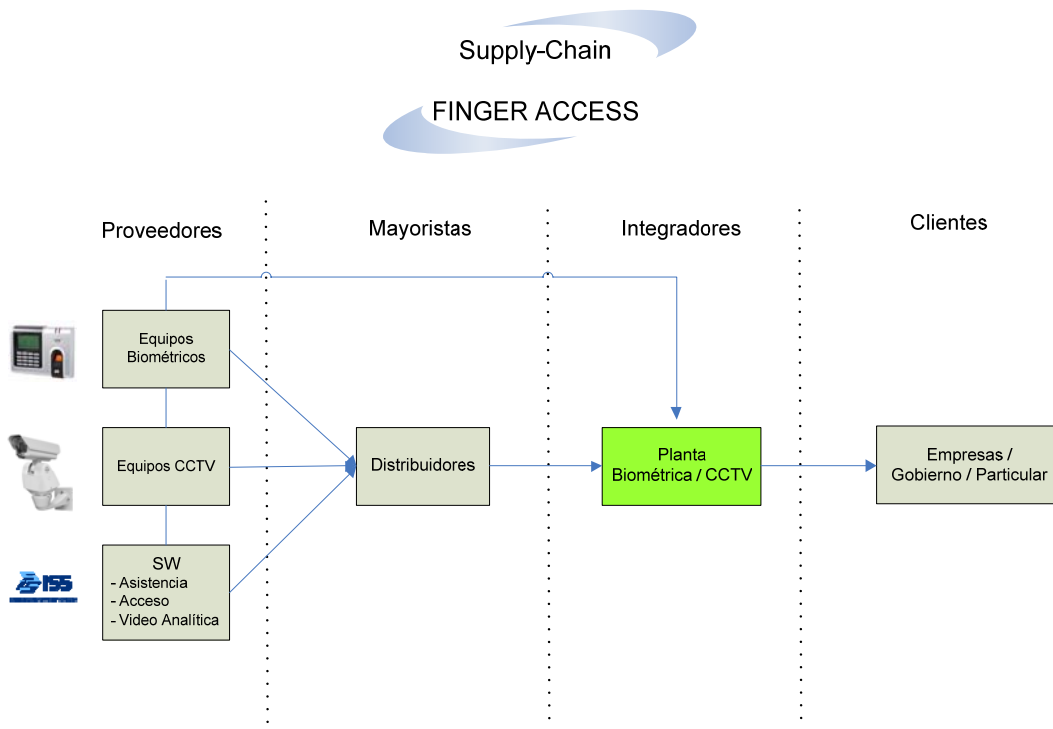 Supply-Chain
FINGER ACCESS
Proveedores
Mayoristas
Integradores
Clientes
Equipos
Biométricos
Equipos CCTV
SW
- Asistencia
- Acceso
- Video Analítica
Distribuidores
Planta
Biométrica / CCTV
Empresas /
Gobierno / Particular
ISS